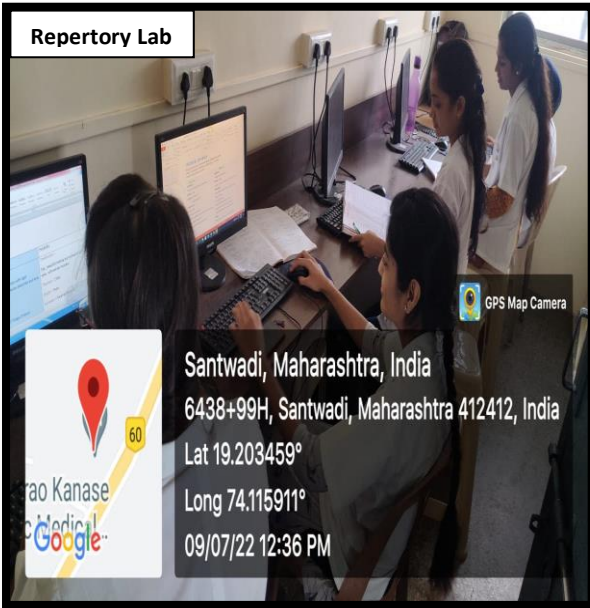 Repertory Lab
GPS Map Camera
Santwadi, Maharashtra, India
6438+99H, Santwadi, Maharashtra 412412, India
Lat 19.203459°
Long 74.115911°
09/07/22 12:36 PM
60
rao Kanase
c Medical...
Google